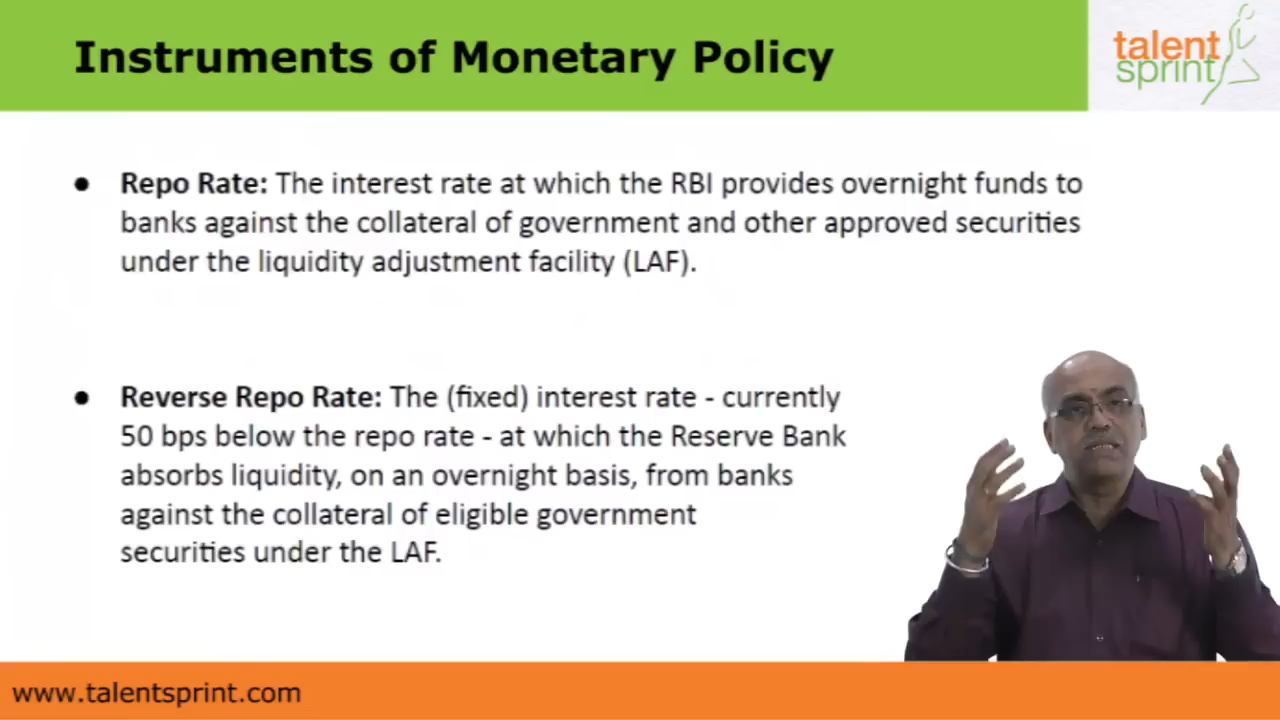 Instruments of Monetary Policy
talent
sprint
● Repo Rate: The interest rate at which the RBI provides overnight funds to
banks against the collateral of government and other approved securities
under the liquidity adjustment facility (LAF).
● Reverse Repo Rate: The (fixed) interest rate - currently
50 bps below the repo rate - at which the Reserve Bank
absorbs liquidity, on an overnight basis, from banks
against the collateral of eligible government
securities under the LAF.
www.talentsprint.com